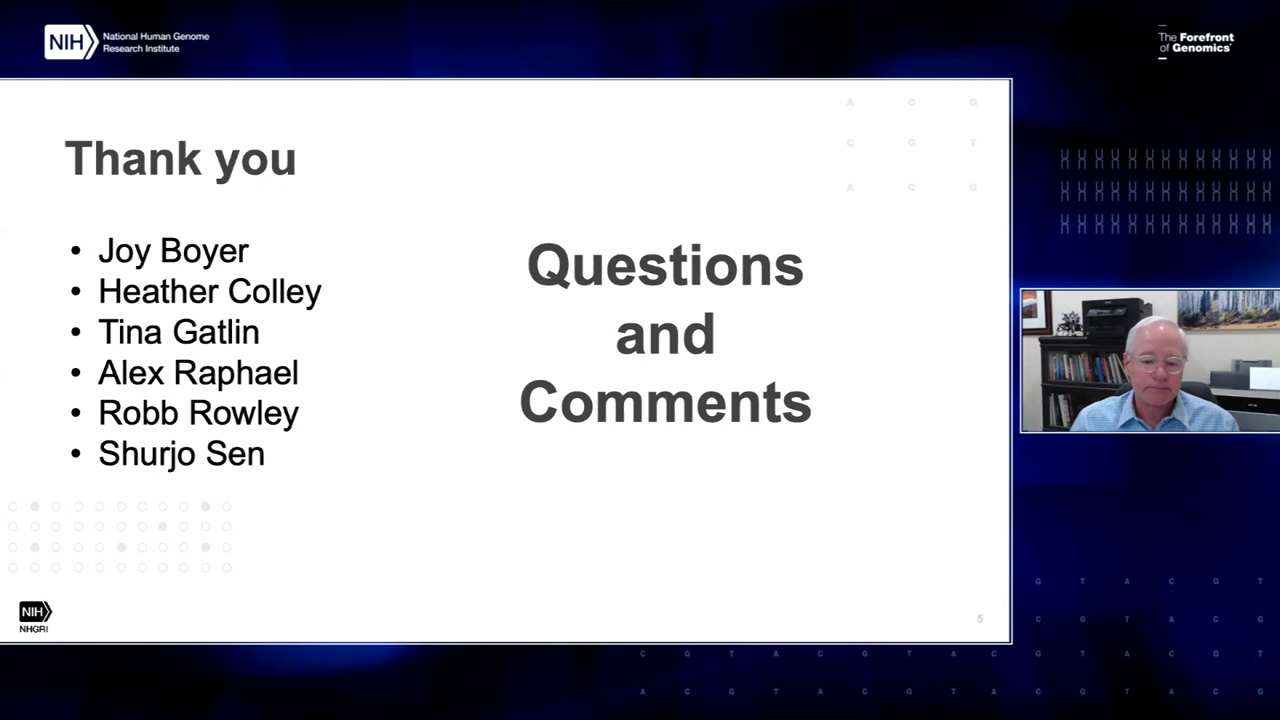 NIH National Human Genome
Research Institute
The Forefront
of Genomics
A C G
C G T
A C G
Thank you
• Joy Boyer
• Heather Colley
• Tina Gatlin
• Alex Raphael
• Robb Rowley
• Shurjo Sen
Questions
and
Comments
NIH
NHGRI
5
G T A C G T
C G T A C G
C G T A C G T A C G T A C G T
A C G T A C G T A C G T A C G